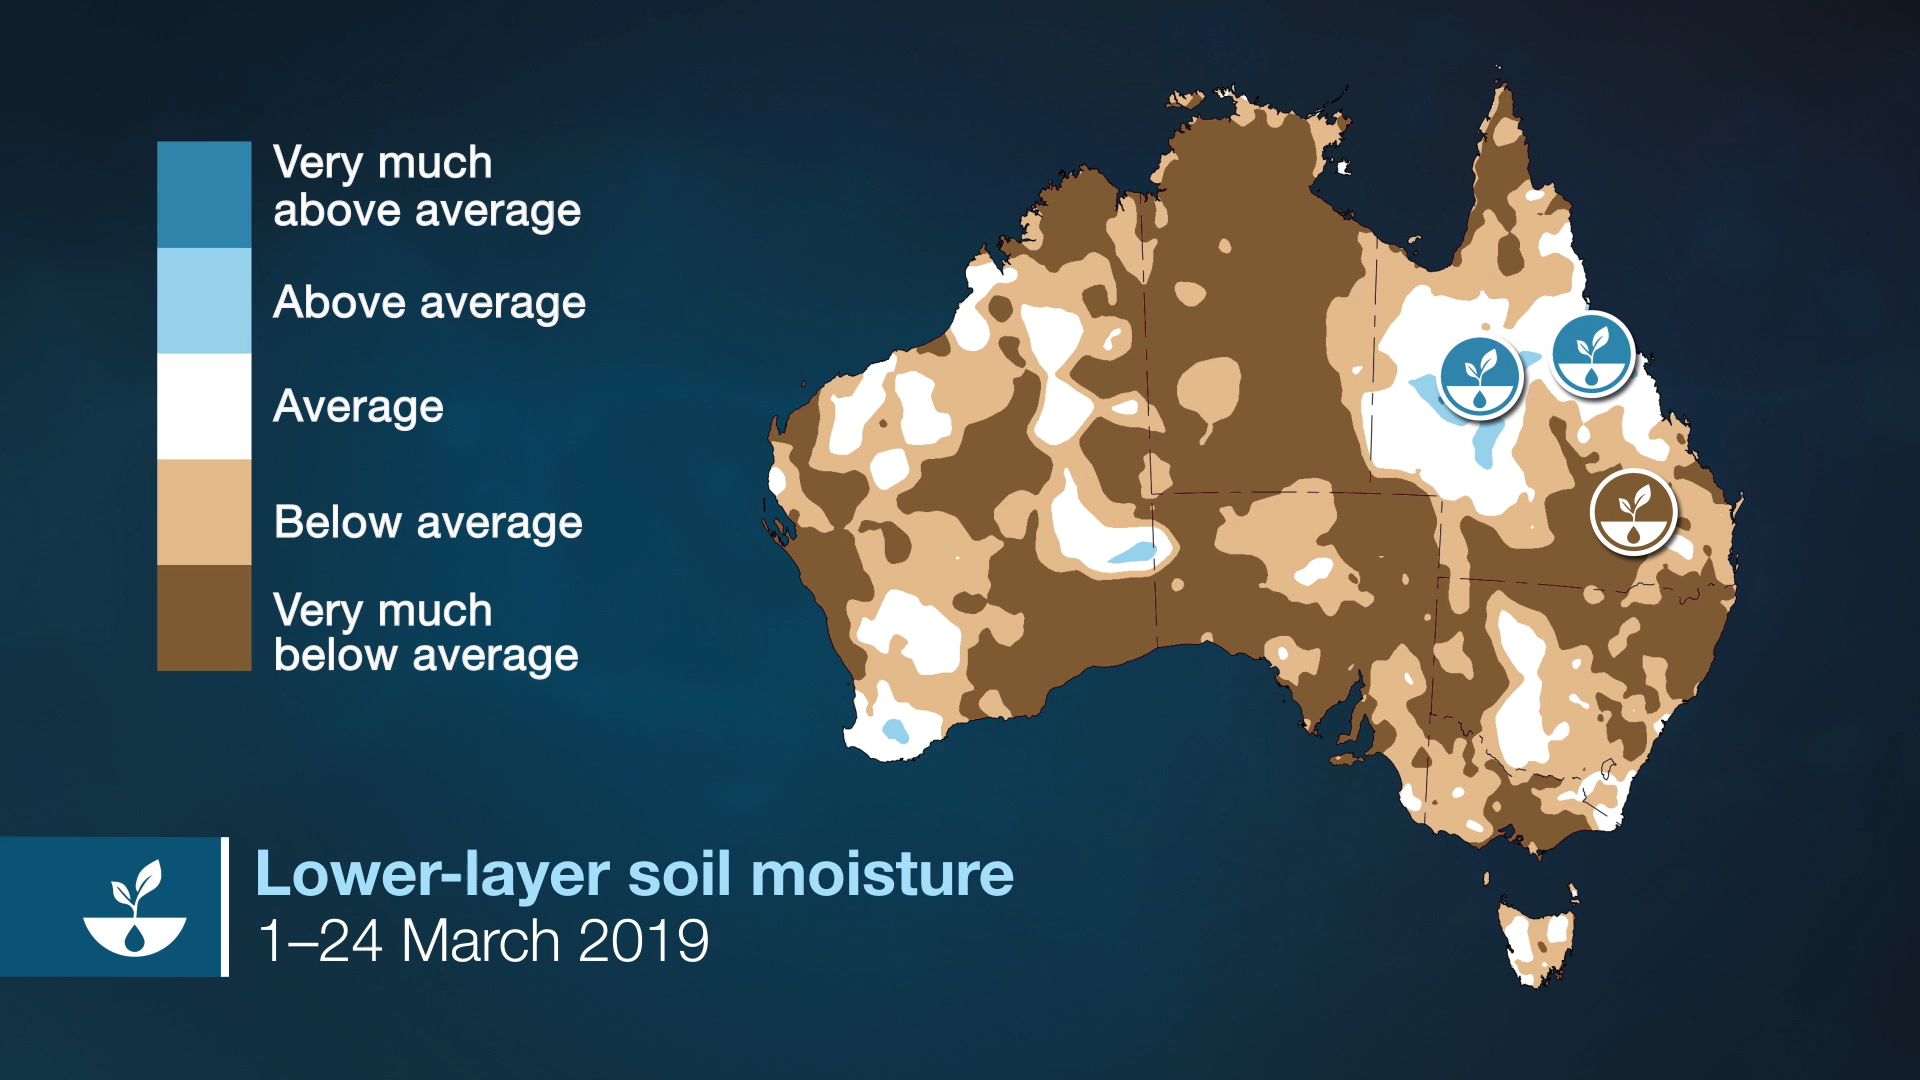 Very much
above average
Above average
Average
Below average
Very much
below average
Lower-layer soil moisture
1–24 March 2019